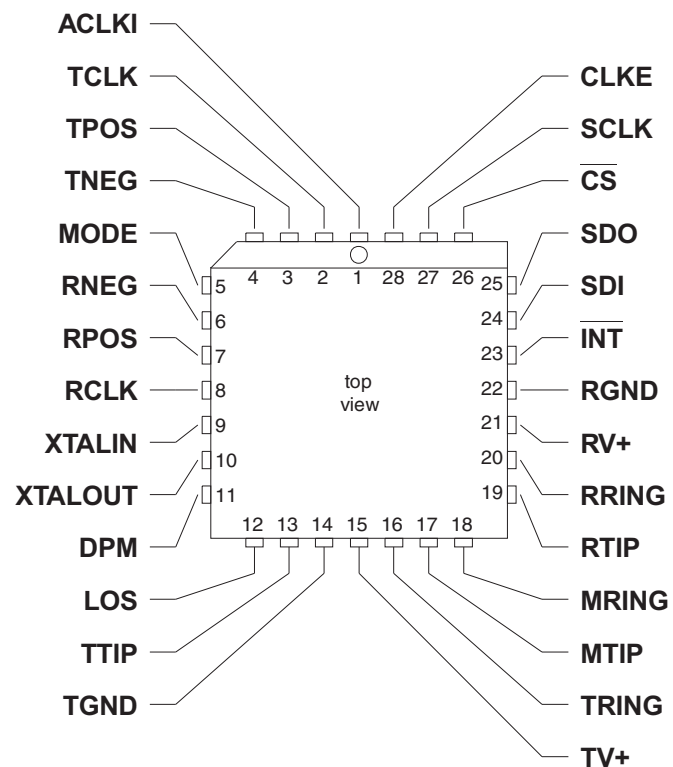 ACLKI
TCLK
TPOS
TNEG
MODE
RNEG
RPOS
RCLK
XTALIN
XTALOUT
DPM
LOS
TTIP
TGND
CLKE
SCLK
C̅S̅
SDO
SDI
I̅N̅T̅
RGND
RV+
RRING
RTIP
MRING
MTIP
TRING
TV+
4 3 2 1 28 27 26
5
6
7
8
9
10
11
25
24
23
22
21
20
19
top
view
12 13 14 15 16 17 18